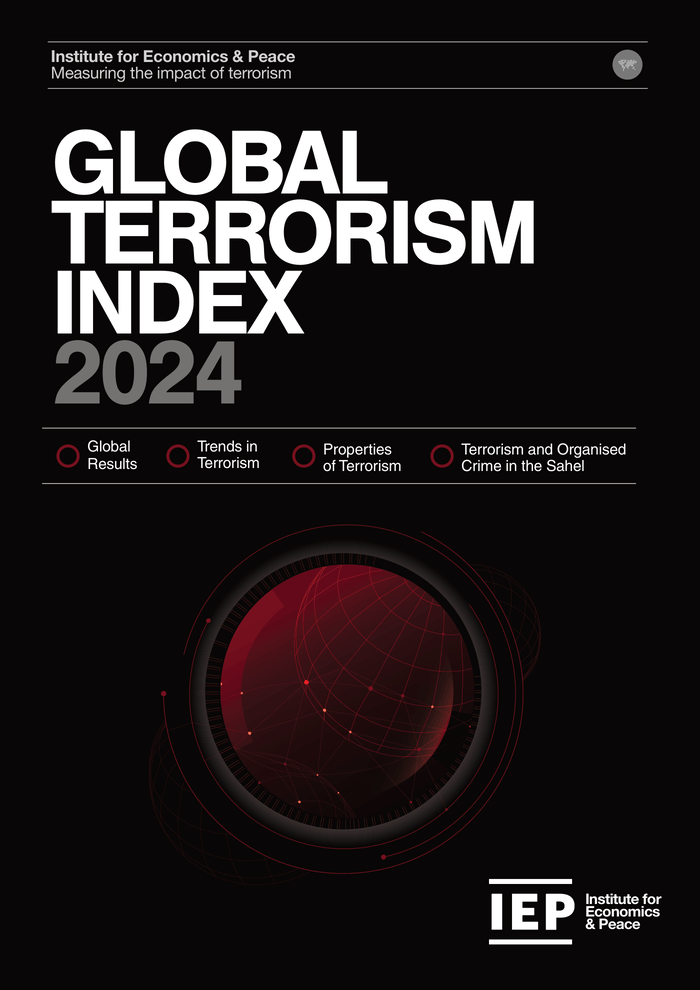 Institute for Economics & Peace
Measuring the impact of terrorism
GLOBAL
TERRORISM
INDEX
2024
Global
Results
Trends in
Terrorism
Properties
of Terrorism
Terrorism and Organised
Crime in the Sahel
IEP
Institute for
Economics
& Peace